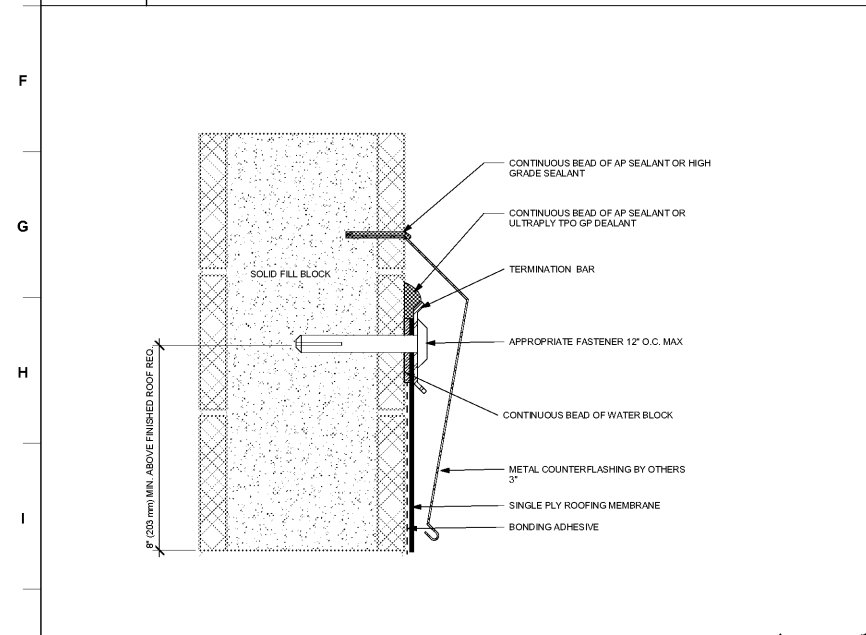 F
CONTINUOUS BEAD OF AP SEALANT OR HIGH
GRADE SEALANT
G
CONTINUOUS BEAD OF AP SEALANT OR
ULTRAPLY TPO GP DEALANT
SOLID FILL BLOCK
TERMINATION BAR
APPROPRIATE FASTENER 12" O.C. MAX
H
CONTINUOUS BEAD OF WATER BLOCK
8" (203 mm) MIN. ABOVE FINISHED ROOF REQ.
METAL COUNTERFLASHING BY OTHERS
3"
SINGLE PLY ROOFING MEMBRANE
I
BONDING ADHESIVE